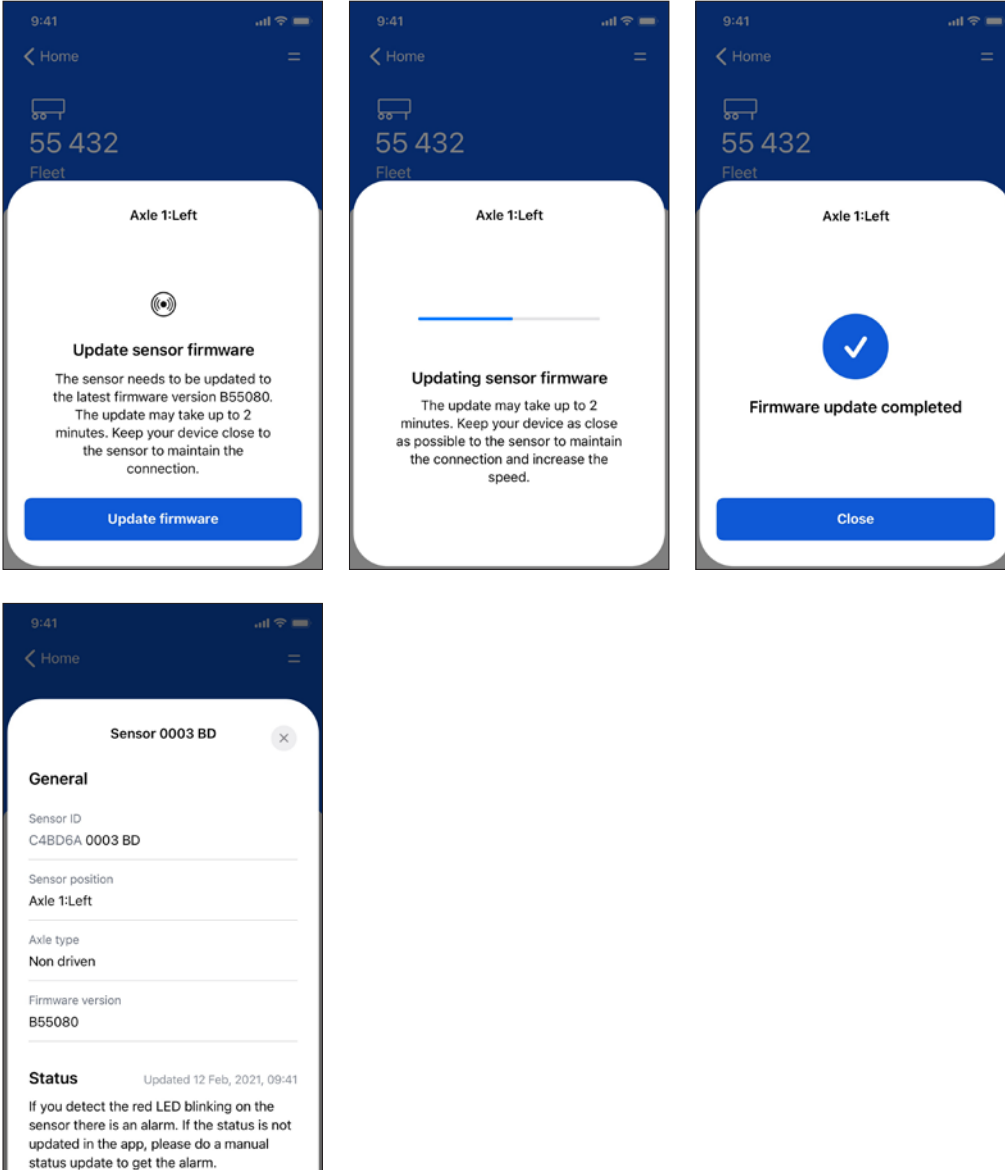 9:41
Home
55 432
Fleet
Axle 1:Left
Update sensor firmware
The sensor needs to be updated to
the latest firmware version B55080.
The update may take up to 2
minutes. Keep your device close to
the sensor to maintain the
connection.
Update firmware
9:41
Home
55 432
Fleet
Axle 1:Left
Updating sensor firmware
The update may take up to 2
minutes. Keep your device as close
as possible to the sensor to maintain
the connection and increase the
speed.
9:41
Home
55 432
Fleet
Axle 1:Left
Firmware update completed
Close
9:41
Home
Sensor 0003 BD
General
Sensor ID
C4BD6A 0003 BD
Sensor position
Axle 1:Left
Axle type
Non driven
Firmware version
B55080
Status Updated 12 Feb, 2021, 09:41
If you detect the red LED blinking on the
sensor there is an alarm. If the status is not
updated in the app, please do a manual
status update to get the alarm.